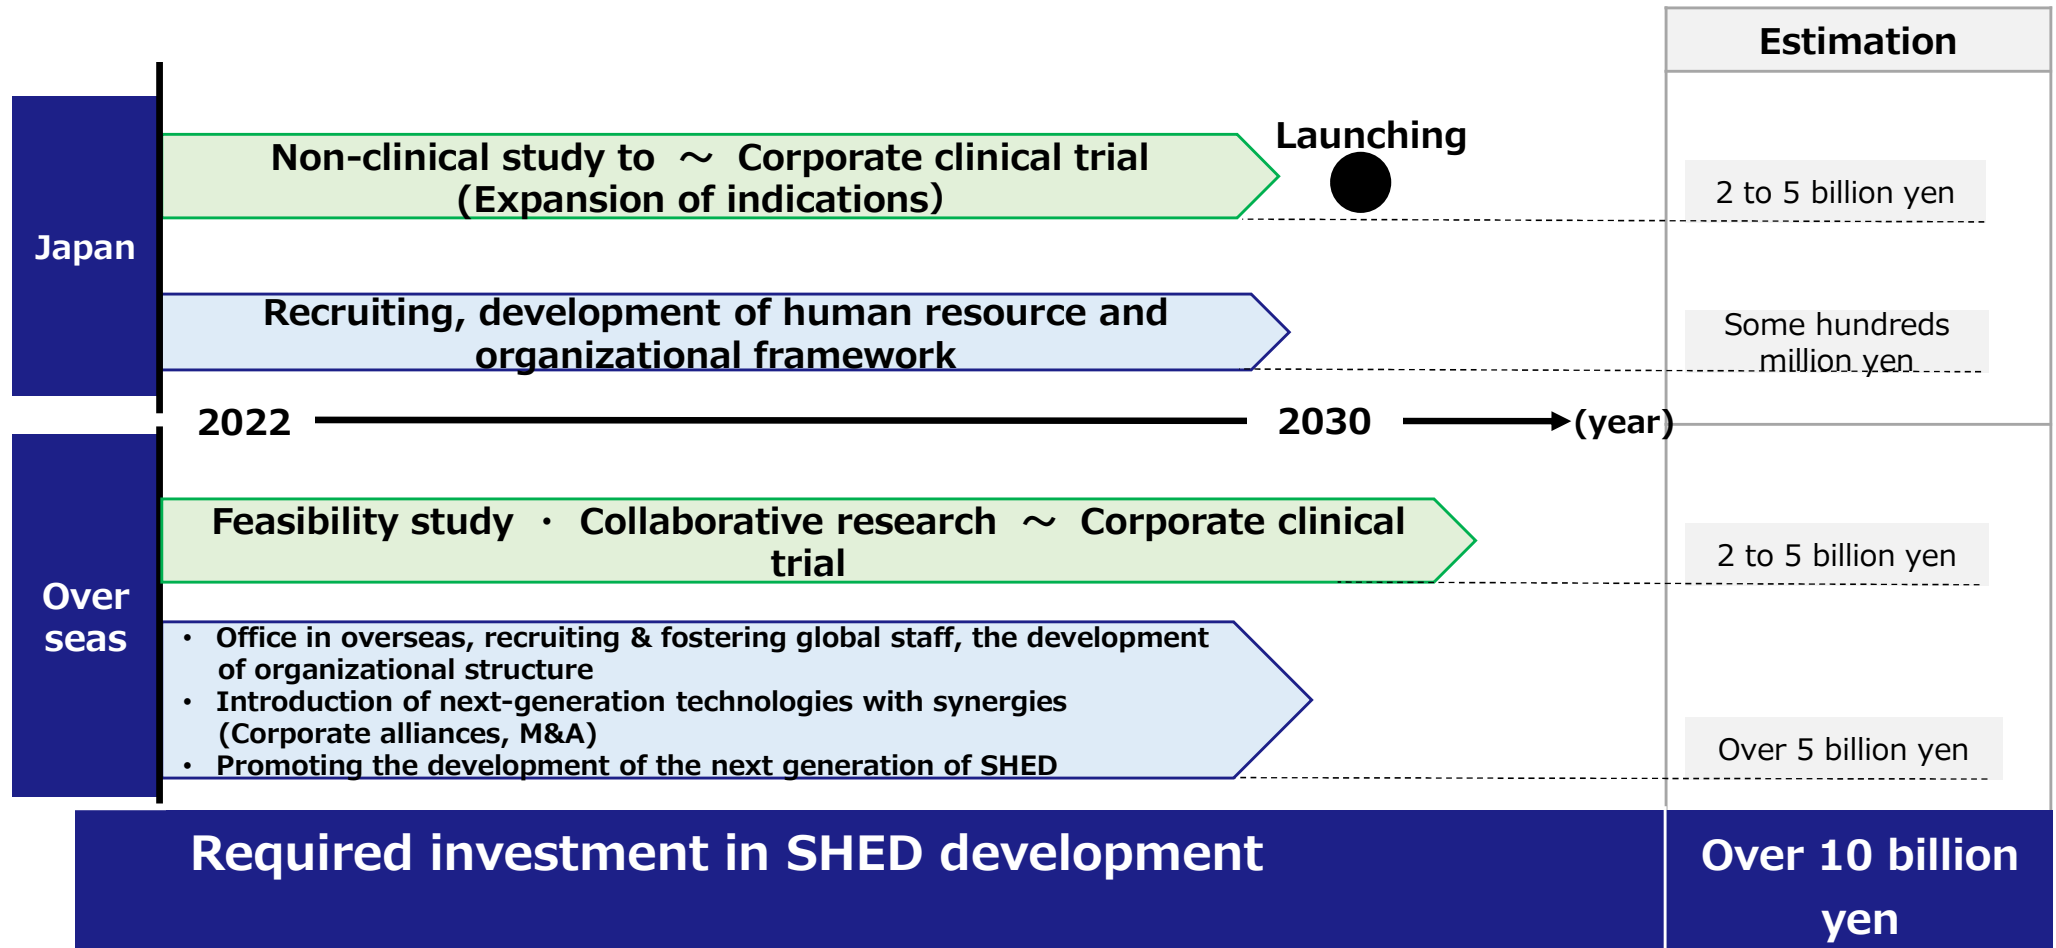 Estimation
Japan
Non-clinical study to ～ Corporate clinical trial
(Expansion of indications)
Launching
2 to 5 billion yen
Recruiting, development of human resource and
organizational framework
Some hundreds
million yen
2022
2030
(year)
Over
seas
Feasibility study ・ Collaborative research ～ Corporate clinical
trial
2 to 5 billion yen
・ Office in overseas, recruiting & fostering global staff, the development
of organizational structure
・ Introduction of next-generation technologies with synergies
(Corporate alliances, M&A)
・ Promoting the development of the next generation of SHED
Over 5 billion yen
Required investment in SHED development
Over 10 billion
yen